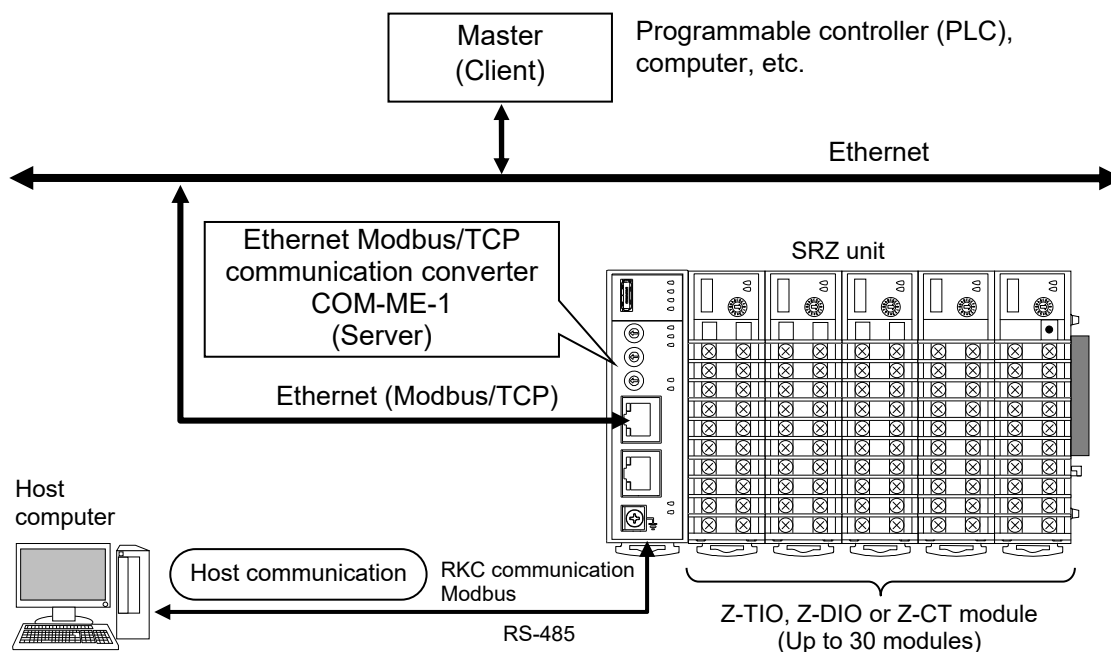 Master
(Client)
Programmable controller (PLC),
computer, etc.
Ethernet
Ethernet Modbus/TCP
communication converter
COM-ME-1
(Server)
SRZ unit
Ethernet (Modbus/TCP)
Host
computer
Host communication
RKC communication
Modbus
RS-485
Z-TIO, Z-DIO or Z-CT module
(Up to 30 modules)